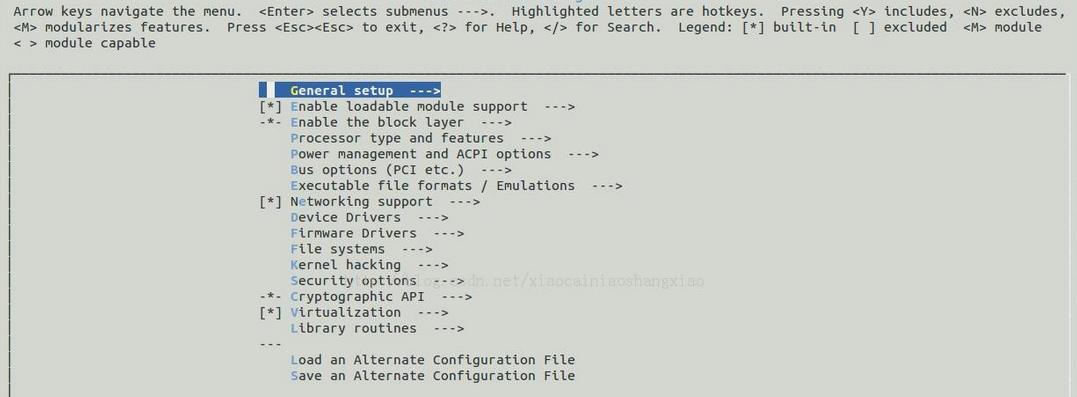 Arrow keys navigate the menu.  <Enter> selects submenus --->.  Highlighted letters are hotkeys.  Pressing <Y> includes, <N> excludes,
<M> modularizes features.  Press <Esc><Esc> to exit, <?> for Help, </> for Search.  Legend: [*] built-in  [ ] excluded  <M> module
< > module capable
General setup  --->
[*] Enable loadable module support  --->
-*- Enable the block layer  --->
Processor type and features  --->
Power management and ACPI options  --->
Bus options (PCI etc.)  --->
Executable file formats / Emulations  --->
[*] Networking support  --->
Device Drivers  --->
Firmware Drivers  --->
File systems  --->
Kernel hacking  --->
Security options  --->
http://blog.csdn.net/xiaocainiaoshangxiao
-*- Cryptographic API  --->
[*] Virtualization  --->
Library routines  --->
---
Load an Alternate Configuration File
Save an Alternate Configuration File